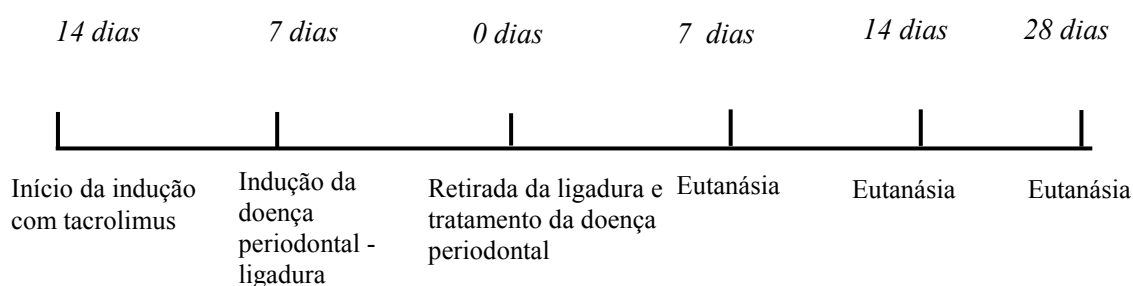 14 dias
7 dias
0 dias
7 dias
14 dias
28 dias
Início da indução
com tacrolimus
Indução da
doença
periodontal -
ligadura
Retirada da ligadura e
tratamento da doença
periodontal
Eutanásia
Eutanásia
Eutanásia